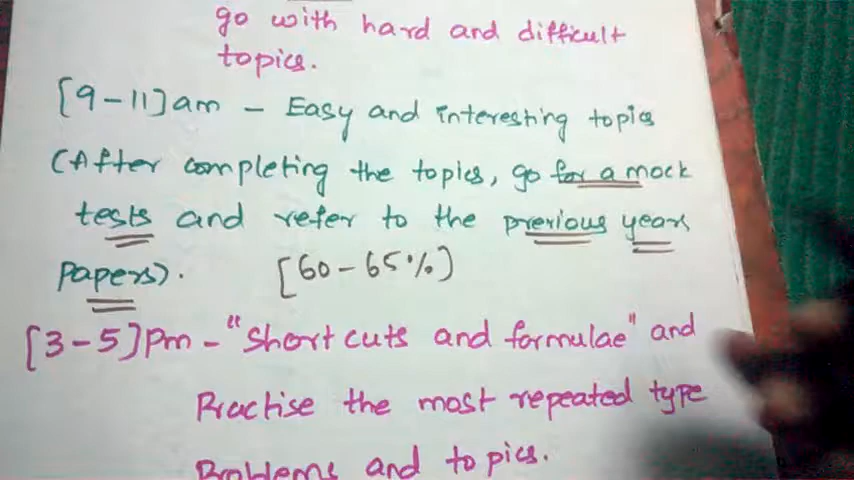 go with hard and difficult
topics.
[9-11]am - Easy and interesting topics
(After completing the topics, go for a mock
tests and refer to the previous years
papers).    [60-65%]
[3-5]Pm - "Short cuts and formulae" and
Practise the most repeated type
Problems and topics.